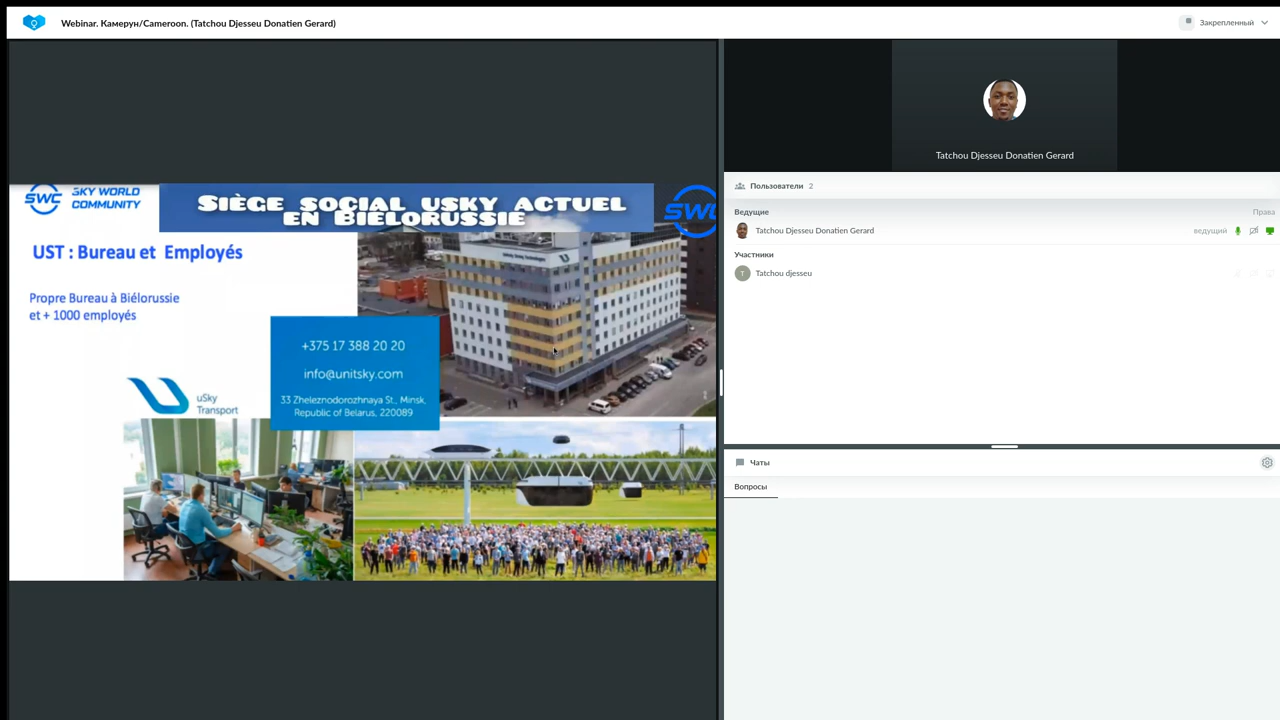 Webinar. Камерун/Cameroon. (Tatchou Djesseu Donatien Gerard)
Закрепленный
SWC
SKY WORLD
COMMUNITY
SIÈGE SOCIAL USKY ACTUEL
EN BIÉLORUSSIE
SWC
UST : Bureau et Employés
Propre Bureau à Biélorussie
et + 1000 employés
+375 17 388 20 20
info@unitsky.com
33 Zheleznodorozhnaya St., Minsk,
Republic of Belarus, 220089
uSky
Transport
Tatchou Djesseu Donatien Gerard
Пользователи 2
Ведущие Права
Tatchou Djesseu Donatien Gerard ведущий
Участники
T Tatchou djesseu
Чаты
Вопросы